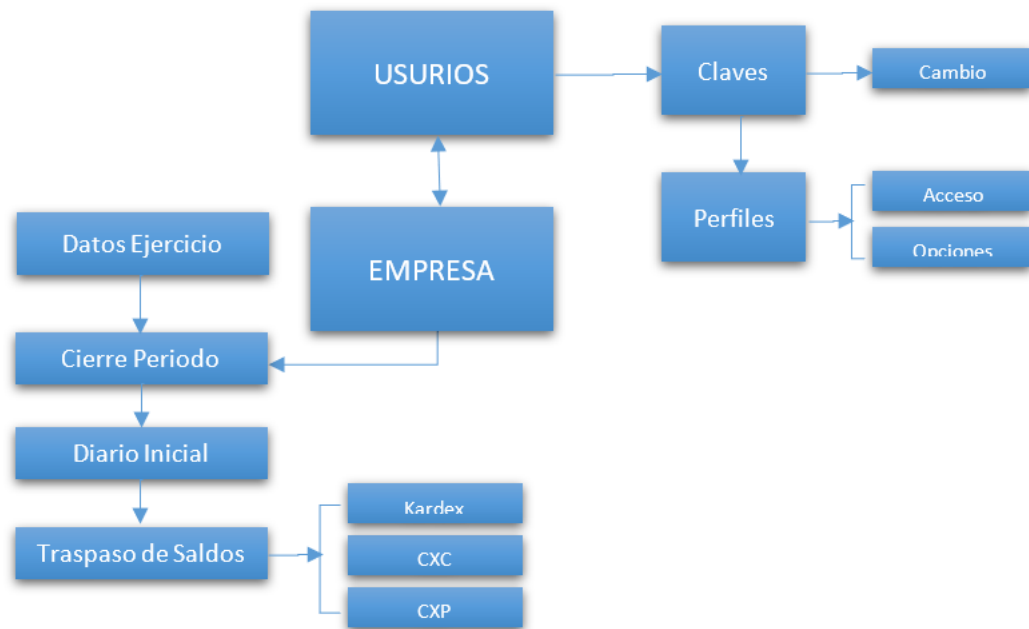 USURIOS
Claves
Cambio
Perfiles
Acceso
Opciones
EMPRESA
Datos Ejercicio
Cierre Periodo
Diario Inicial
Traspaso de Saldos
Kardex
CXC
CXP